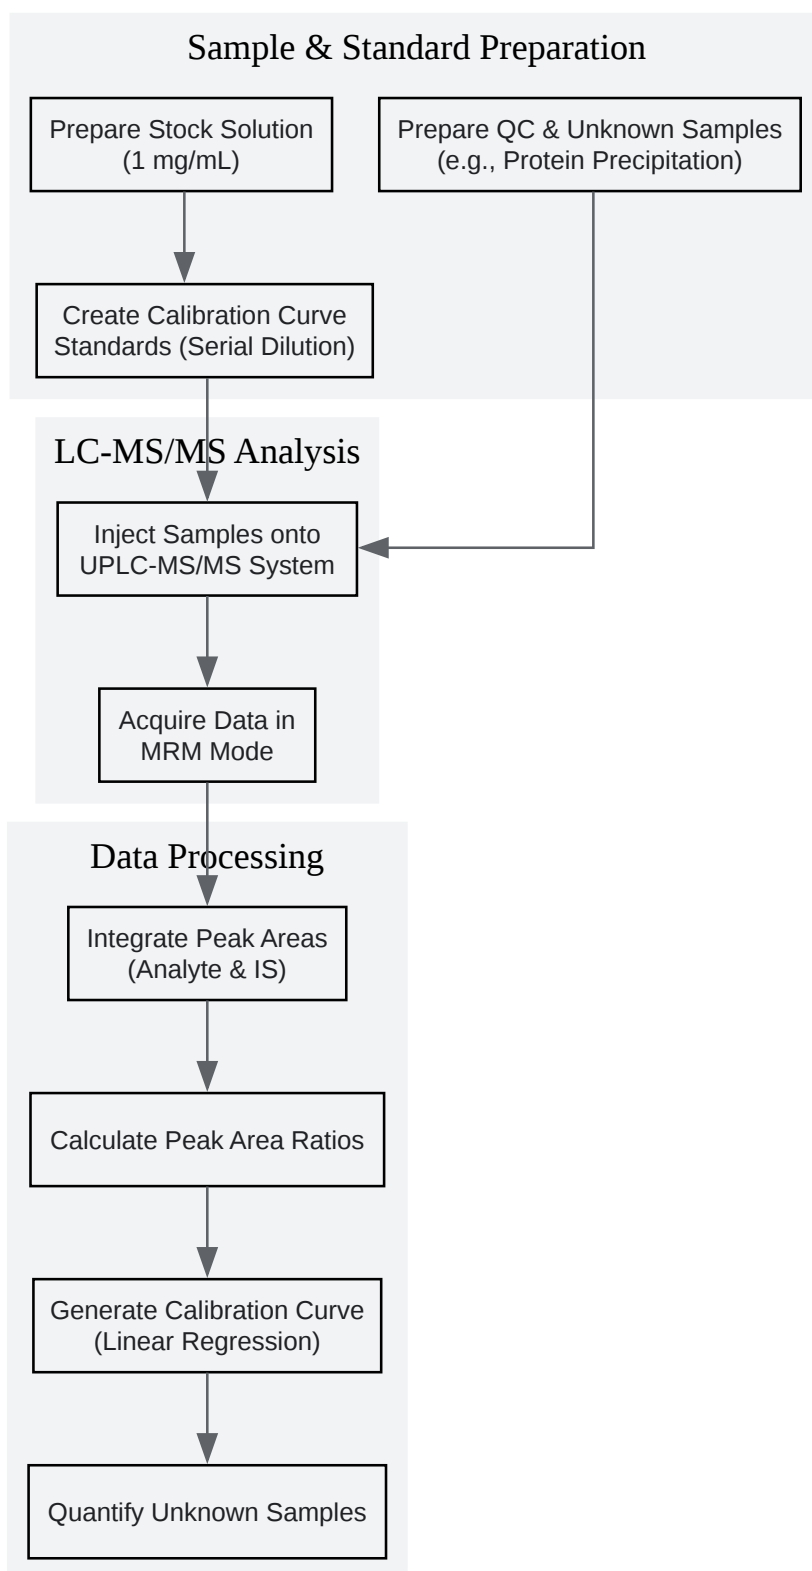 Sample & Standard Preparation
Prepare Stock Solution
(1 mg/mL)
Prepare QC & Unknown Samples
(e.g., Protein Precipitation)
Create Calibration Curve
Standards (Serial Dilution)
LC-MS/MS Analysis
Inject Samples onto
UPLC-MS/MS System
Acquire Data in
MRM Mode
Data Processing
Integrate Peak Areas
(Analyte & IS)
Calculate Peak Area Ratios
Generate Calibration Curve
(Linear Regression)
Quantify Unknown Samples